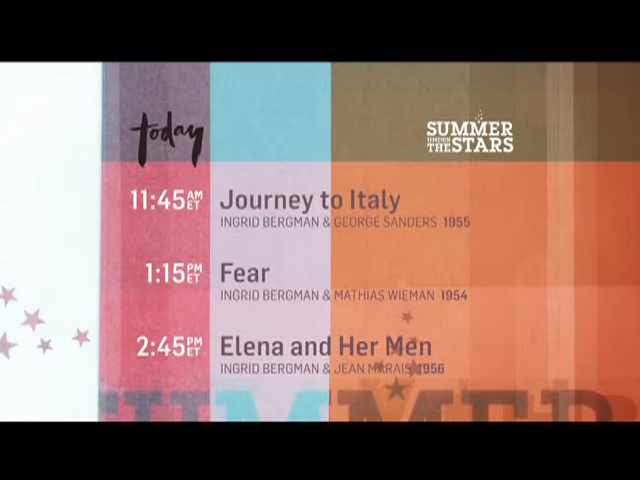 today
SUMMER
UNDER
THE STARS
11:45 AM ET Journey to Italy
INGRID BERGMAN & GEORGE SANDERS 1955
1:15 PM ET Fear
INGRID BERGMAN & MATHIAS WIEMAN 1954
2:45 PM ET Elena and Her Men
INGRID BERGMAN & JEAN MARAIS 1956
SUMMER